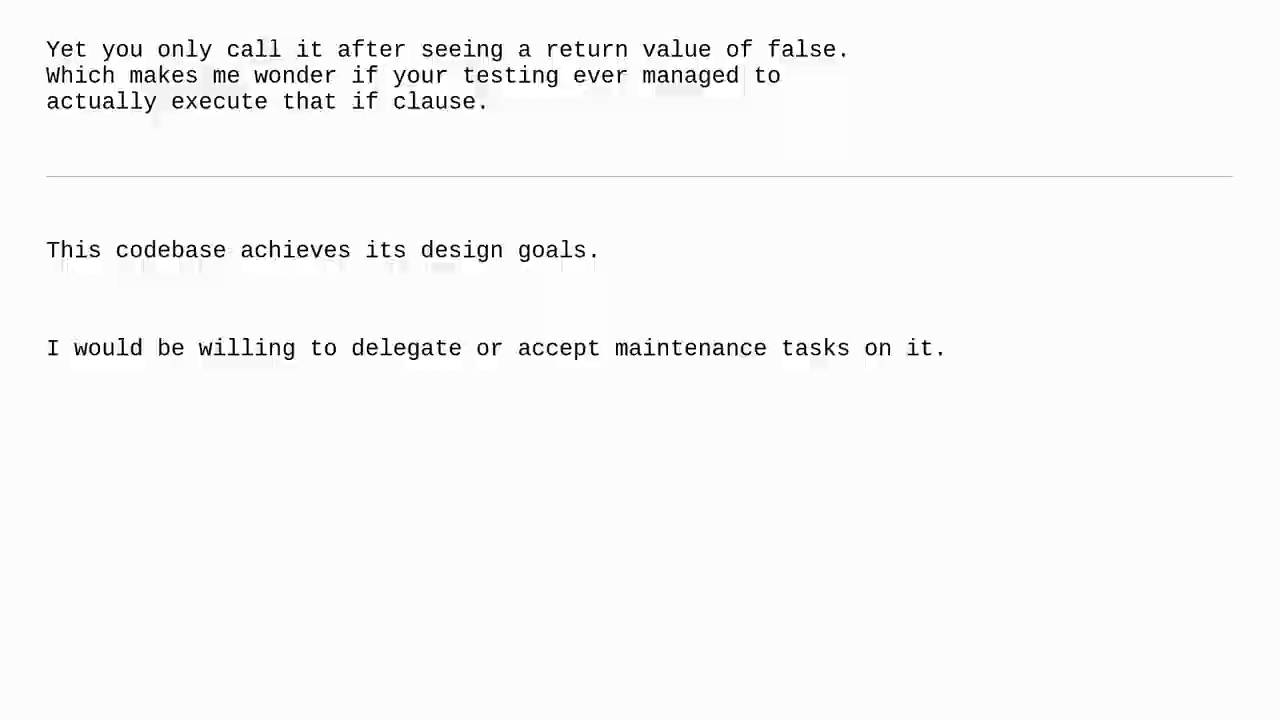 Yet you only call it after seeing a return value of false.
Which makes me wonder if your testing ever managed to
actually execute that if clause.
This codebase achieves its design goals.
I would be willing to delegate or accept maintenance tasks on it.